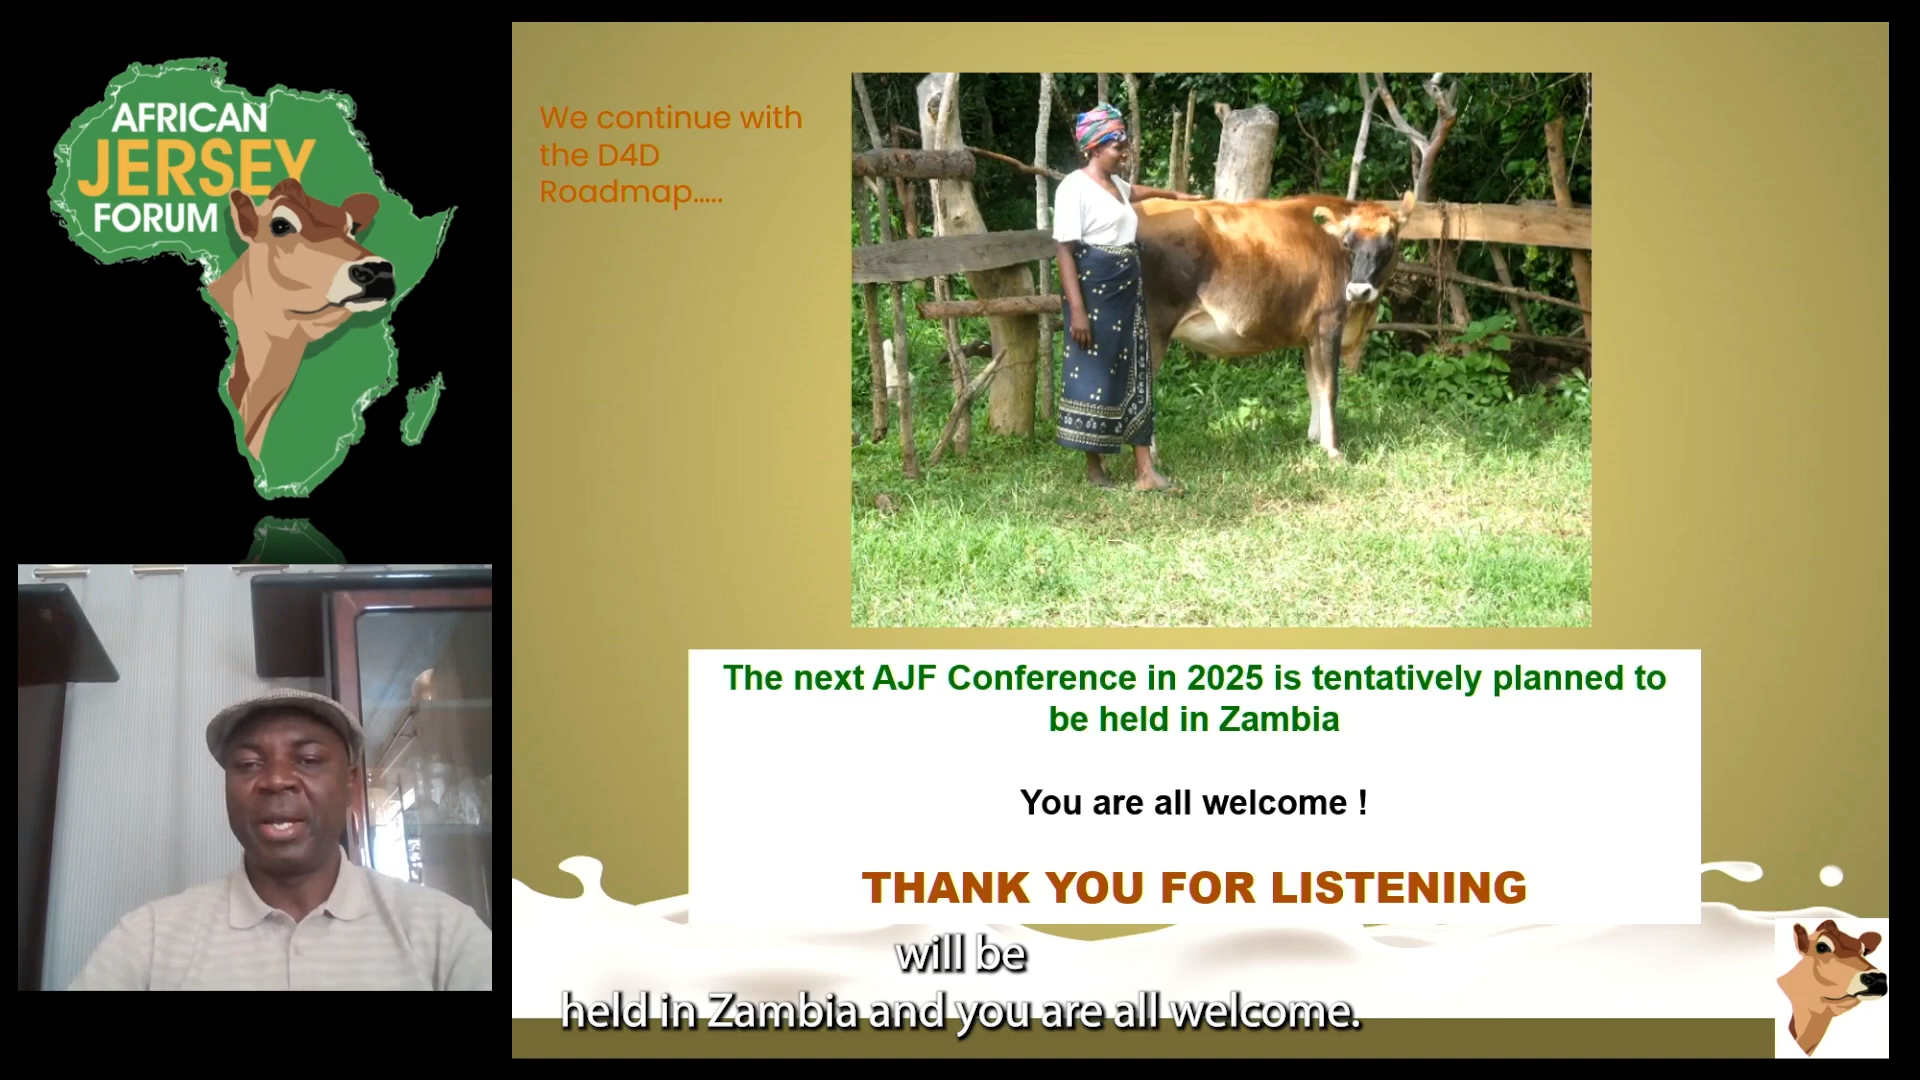 AFRICAN
JERSEY
FORUM
We continue with
the D4D
Roadmap.....
The next AJF Conference in 2025 is tentatively planned to
be held in Zambia
You are all welcome !
THANK YOU FOR LISTENING
will be
held in Zambia and you are all welcome.